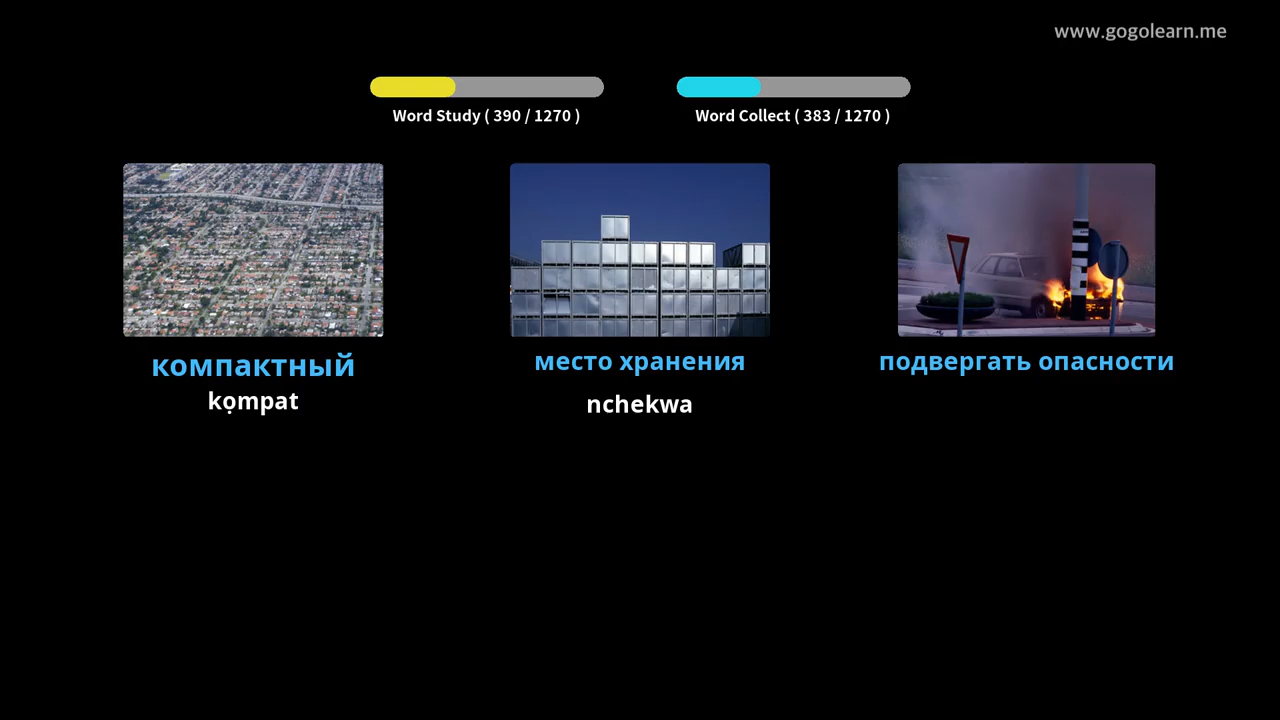 www.gogolearn.me
Word Study ( 390 / 1270 )
Word Collect ( 383 / 1270 )
компактный
kọmpat
место хранения
nchekwa
подвергать опасности